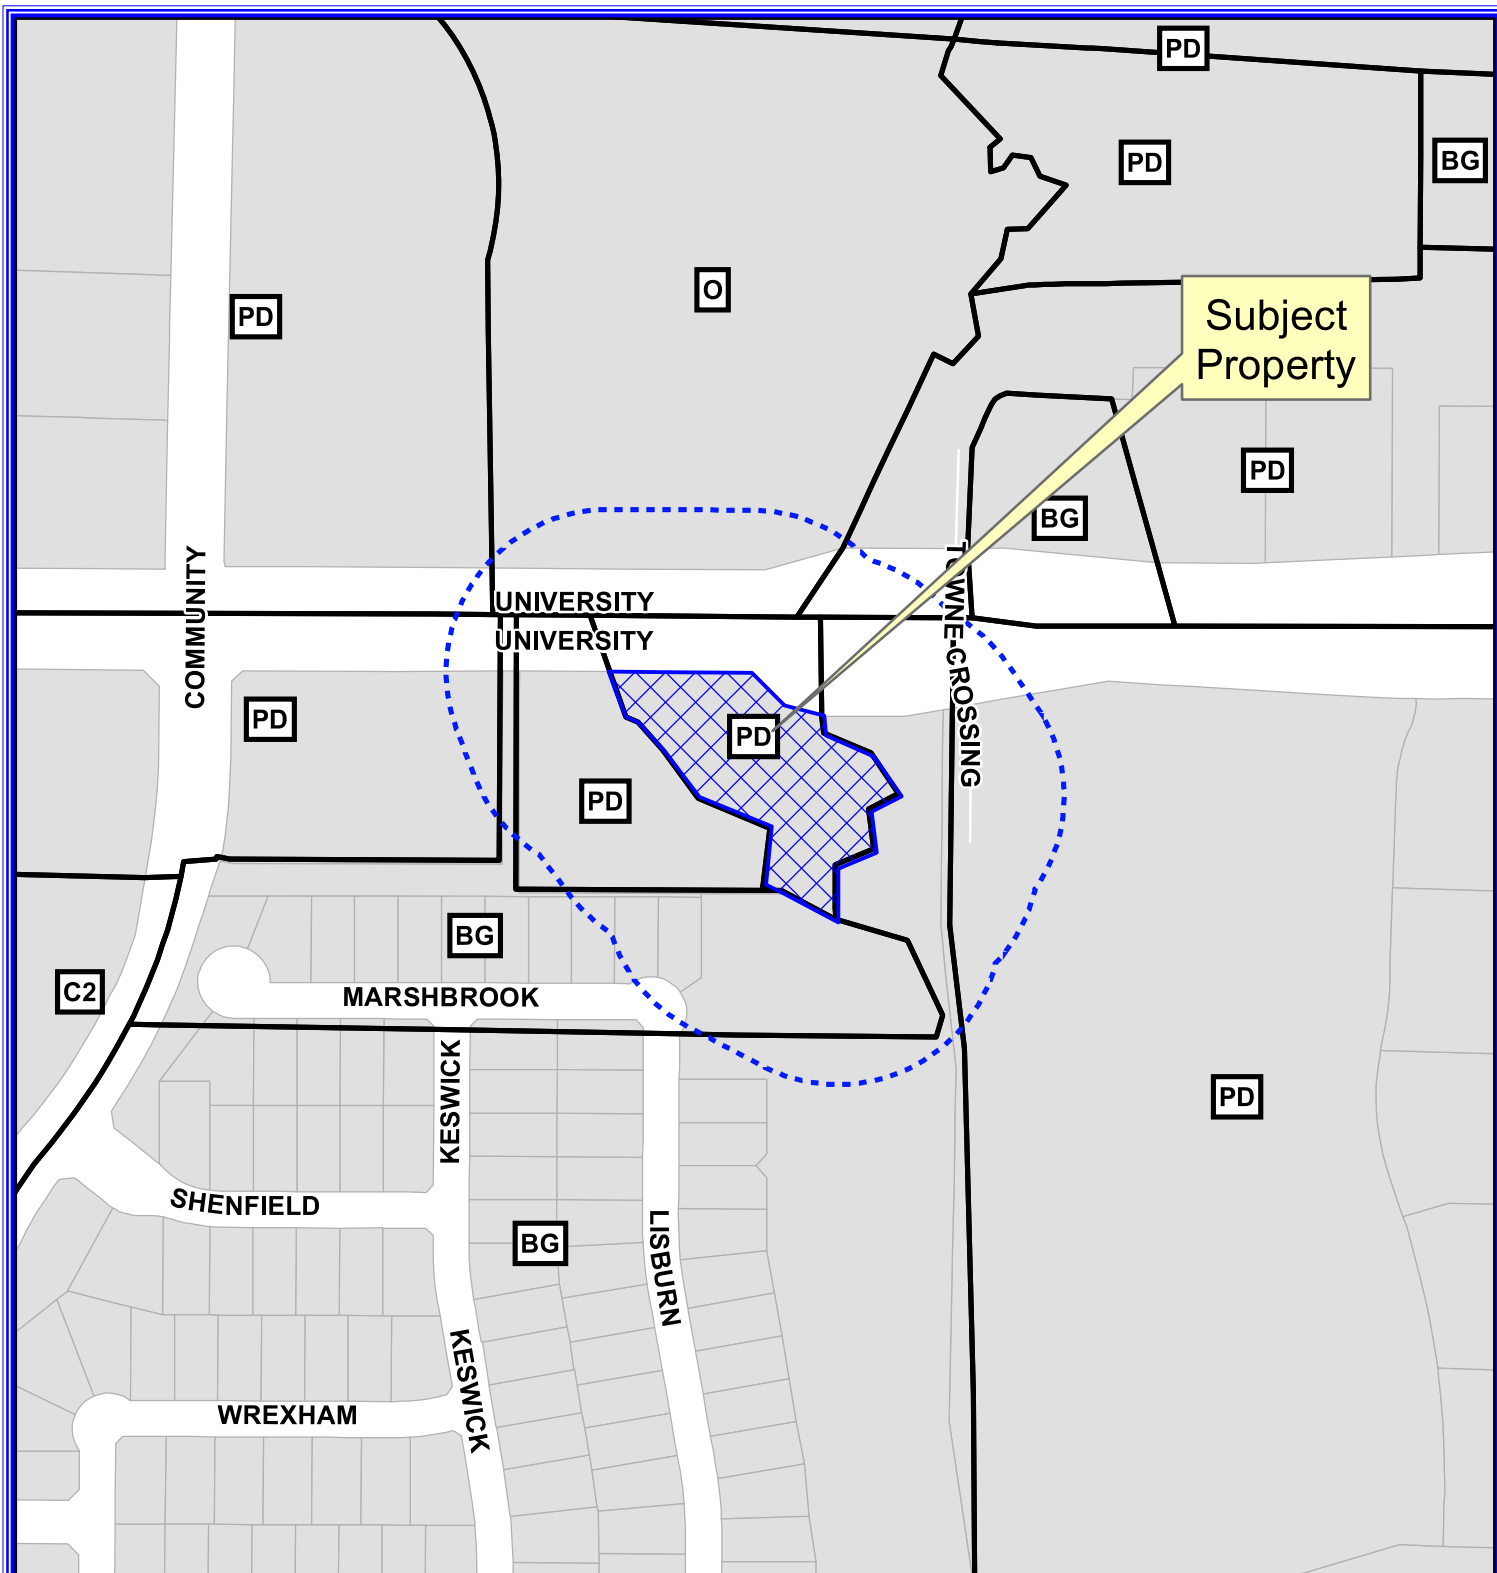 PD
PD
BG
O
PD
Subject
Property
PD
BG
UNIVERSITY
UNIVERSITY
COMMUNITY
TOWNE CROSSING
PD
PD
PD
BG
C2
MARSHBROOK
KESWICK
PD
SHENFIELD
BG
LISBURN
KESWICK
WREXHAM